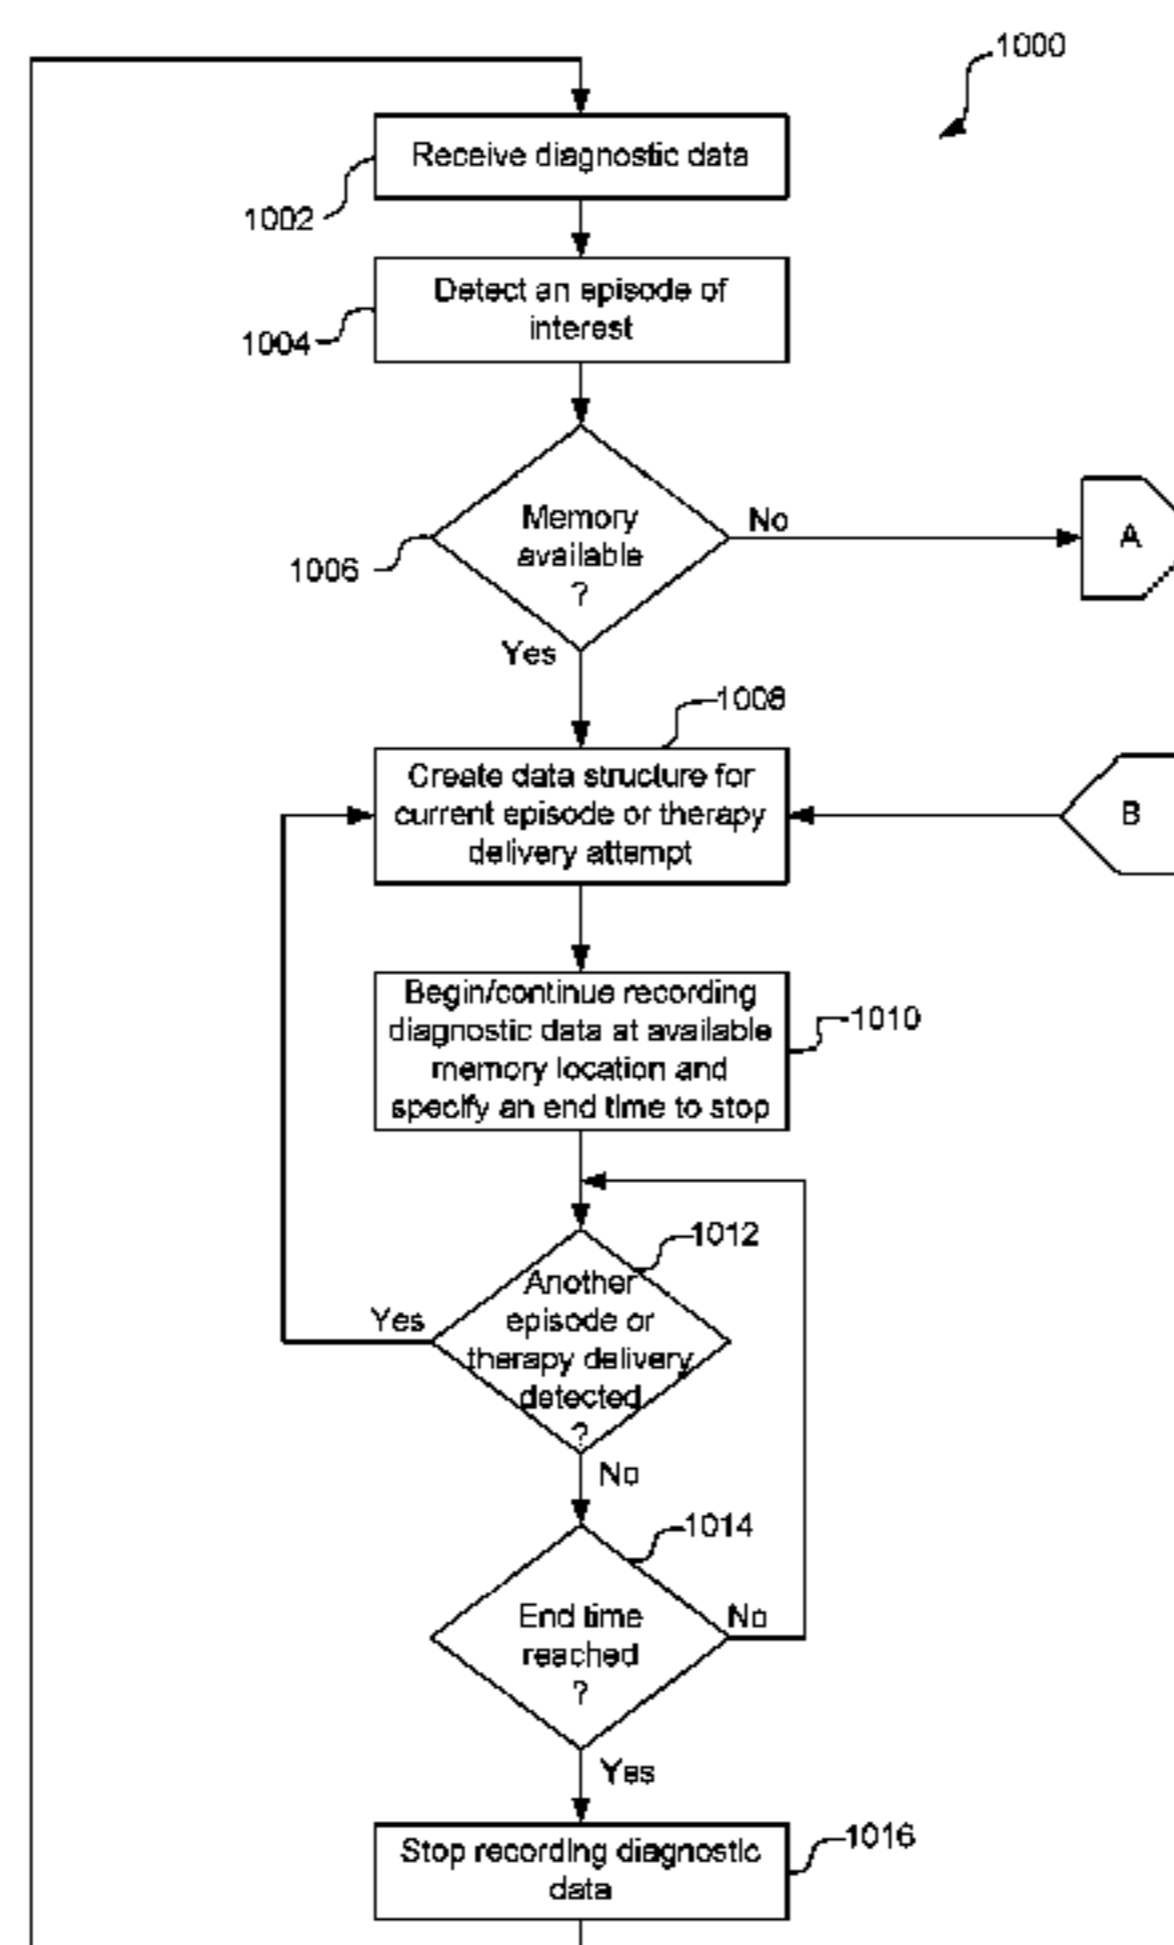 1000
Receive diagnostic data
1002
Detect an episode of
interest
1004
Memory
available
?
No
A
1006
Yes
1008
Create data structure for
current episode or therapy
delivery attempt
B
Begin/continue recording
diagnostic data at available
memory location and
specify an end time to stop
1010
1012
Another
episode or
therapy delivery
detected
?
Yes
No
1014
End time
reached
?
No
Yes
Stop recording diagnostic
data
1016